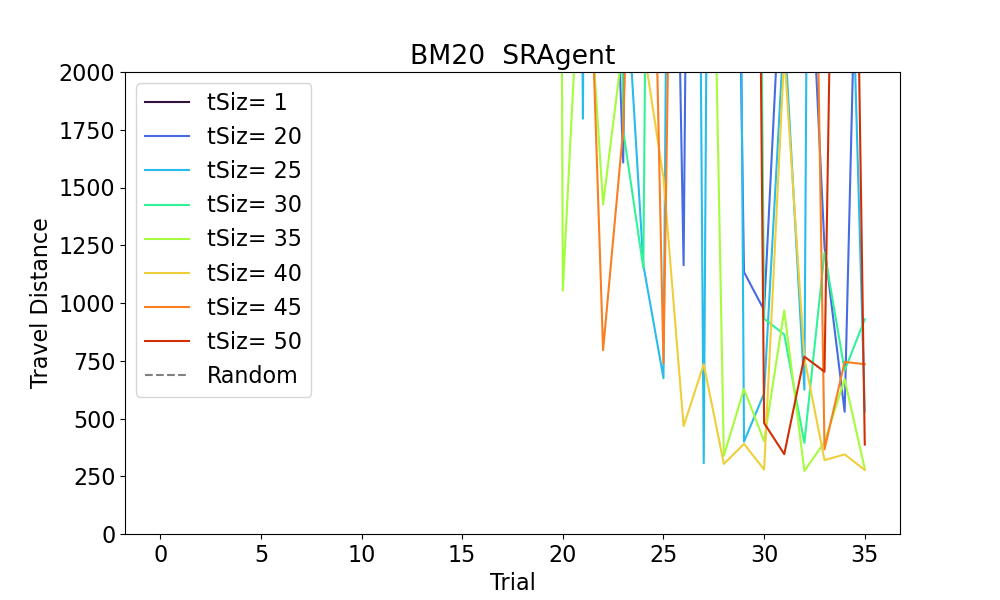 BM20  SRAgent
Travel Distance
2000
1750
1500
1250
1000
750
500
250
0
tSiz= 1
tSiz= 20
tSiz= 25
tSiz= 30
tSiz= 35
tSiz= 40
tSiz= 45
tSiz= 50
Random
0 5 10 15 20 25 30 35
Trial